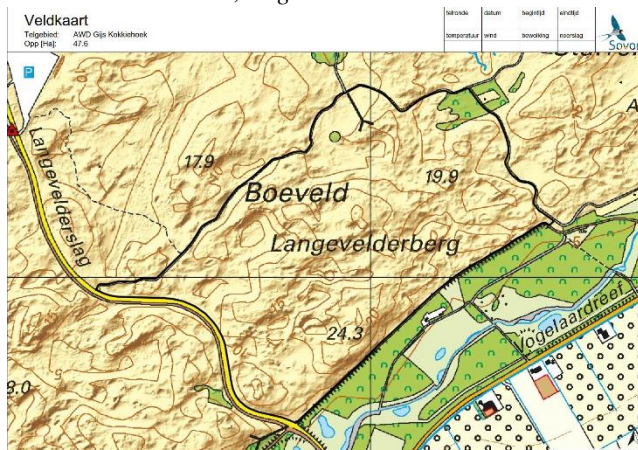 Veldkaart
Telgebied: AWD Gijs Kokkiehoek
Opp [Ha]: 47.6
telronde datum begintijd eindtijd
temperatuur wind bewolking neerslag
Sovon
P
Langevelderslag
17.9
Boeveld
19.9
Langevelderberg
24.3
Vogelaardreef
8.0